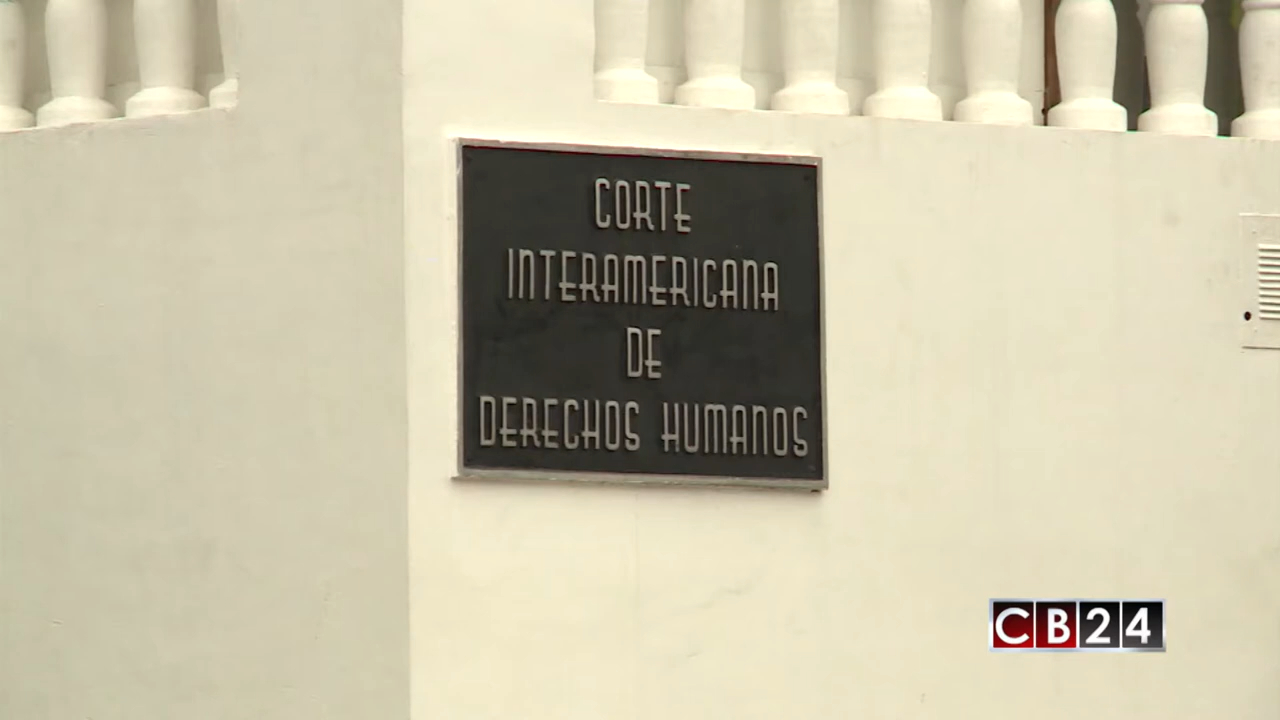 CORTE
INTERAMERICANA
DE
DERECHOS HUMANOS
CB24